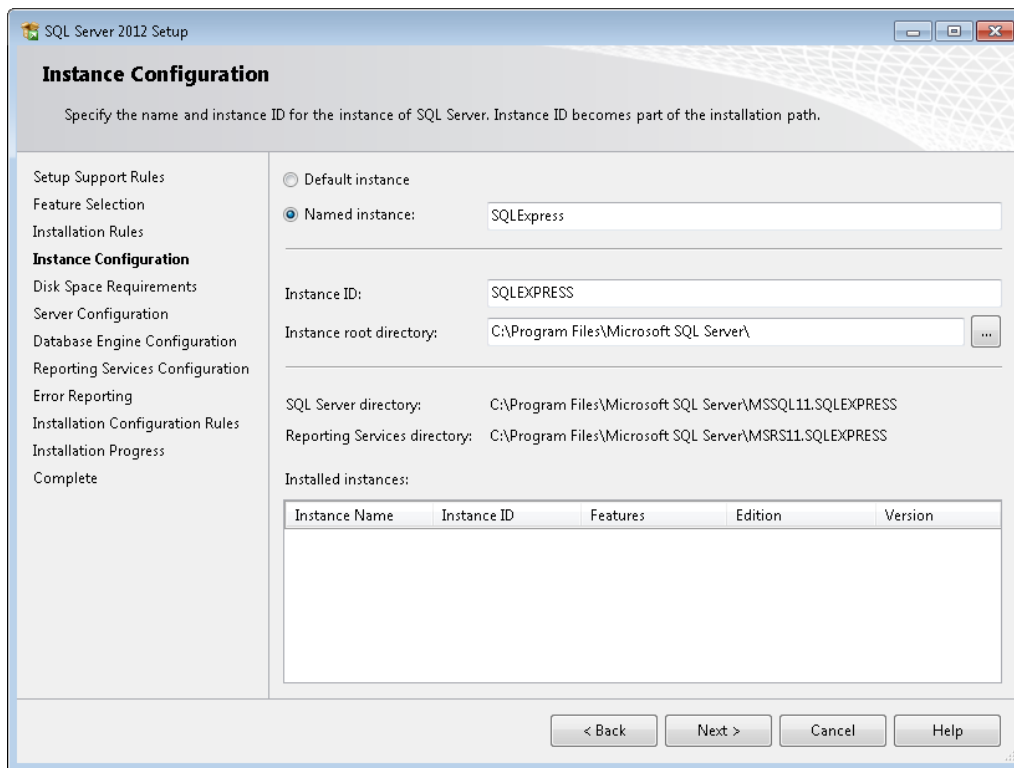 SQL Server 2012 Setup
Instance Configuration
Specify the name and instance ID for the instance of SQL Server. Instance ID becomes part of the installation path.
Setup Support Rules
Feature Selection
Installation Rules
Instance Configuration
Disk Space Requirements
Server Configuration
Database Engine Configuration
Reporting Services Configuration
Error Reporting
Installation Configuration Rules
Installation Progress
Complete
Default instance
Named instance: SQLExpress
Instance ID: SQLEXPRESS
Instance root directory: C:\Program Files\Microsoft SQL Server\ ...
SQL Server directory: C:\Program Files\Microsoft SQL Server\MSSQL11.SQLEXPRESS
Reporting Services directory: C:\Program Files\Microsoft SQL Server\MSRS11.SQLEXPRESS
Installed instances:
Instance Name Instance ID Features Edition Version
< Back Next > Cancel Help